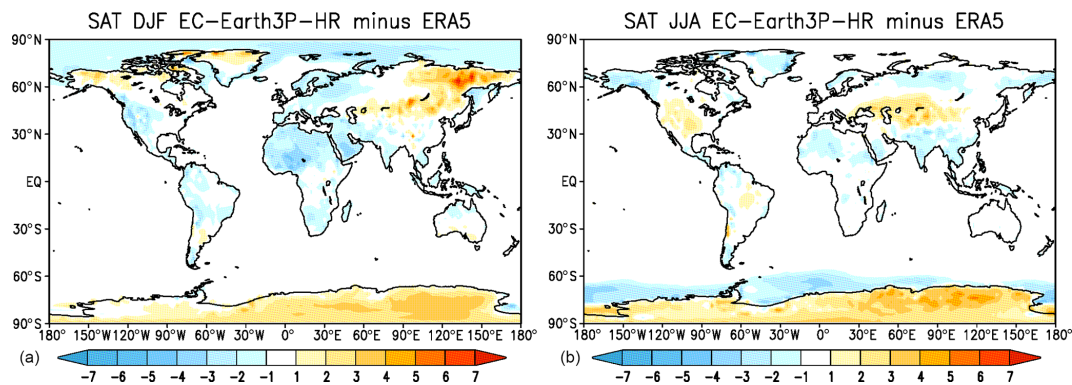 SAT DJF EC-Earth3P-HR minus ERA5
90°N
60°N
30°N
EQ
30°S
60°S
90°S
180° 150°W 120°W 90°W 60°W 30°W 0° 30°E 60°E 90°E 120°E 150°E 180°
(a)
-7 -6 -5 -4 -3 -2 -1 1 2 3 4 5 6 7
SAT JJA EC-Earth3P-HR minus ERA5
90°N
60°N
30°N
EQ
30°S
60°S
90°S
180° 150°W 120°W 90°W 60°W 30°W 0° 30°E 60°E 90°E 120°E 150°E 180°
(b)
-7 -6 -5 -4 -3 -2 -1 1 2 3 4 5 6 7